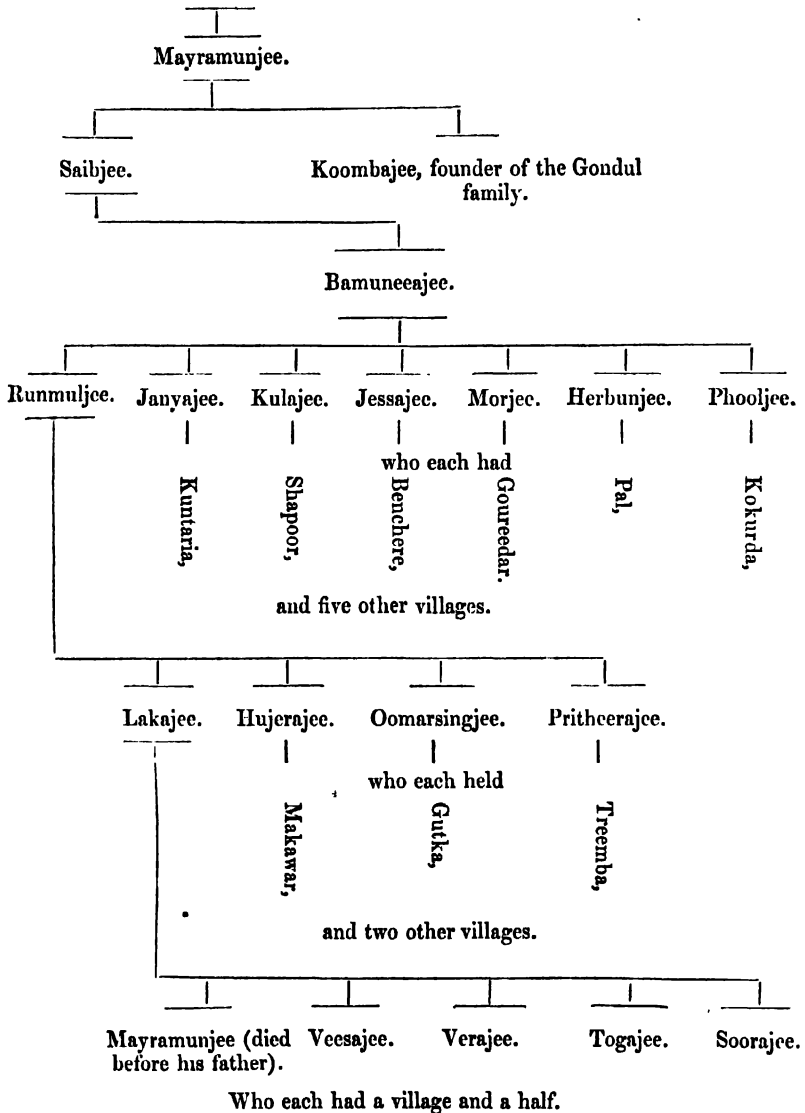 Mayramunjee.
Saibjee. Koombajee, founder of the Gondul
family.
Bamuneeajee.
Runmuljee. Janyajee. Kulajee. Jessajee. Morjee. Herbunjee. Phooljee.
who each had
Kuntaria, Shapoor, Benchere, Goureedar. Pal, Kokurda,
and five other villages.
Lakajee. Hujerajee. Oomarsingjee. Pritheerajee.
who each held
Makawar, Gutka, Treemba,
and two other villages.
Mayramunjee (died Veesajee. Verajee. Togajee. Soorajee.
before his father).
Who each had a village and a half.